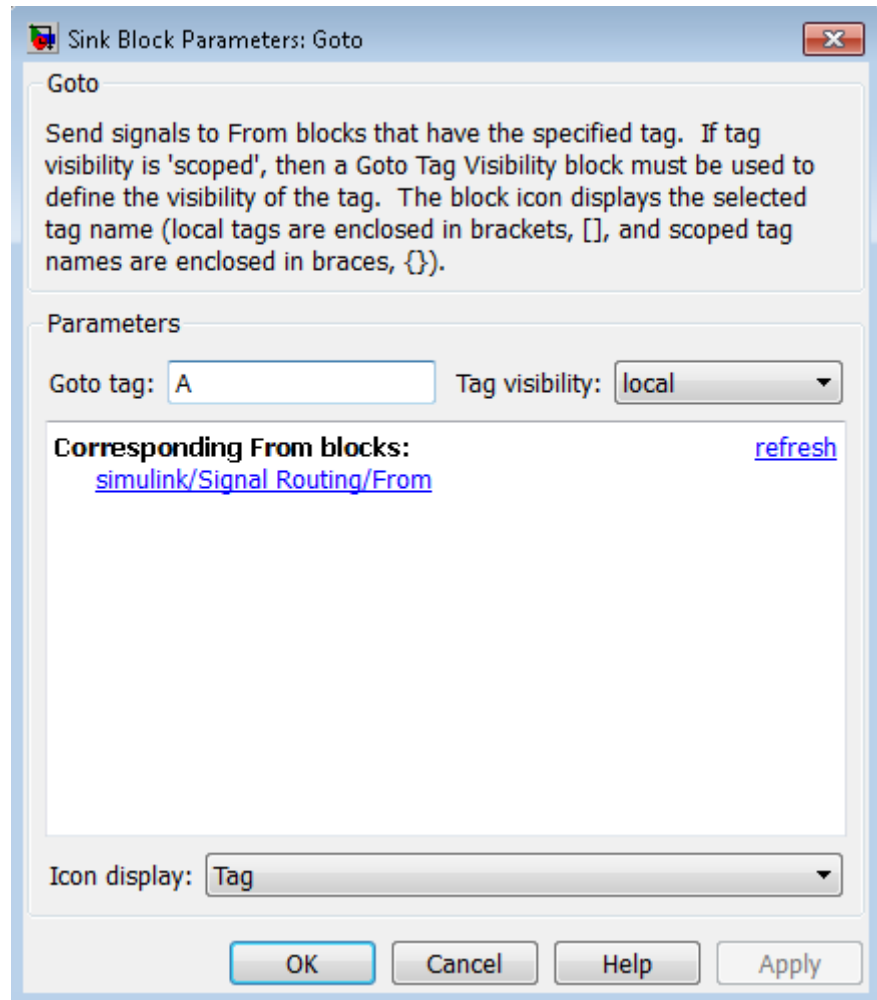 Sink Block Parameters: Goto
Goto
Send signals to From blocks that have the specified tag.  If tag
visibility is 'scoped', then a Goto Tag Visibility block must be used to
define the visibility of the tag.  The block icon displays the selected
tag name (local tags are enclosed in brackets, [], and scoped tag
names are enclosed in braces, {}).
Parameters
Goto tag: A Tag visibility: local
Corresponding From blocks: refresh
simulink/Signal Routing/From
Icon display: Tag
OK Cancel Help Apply